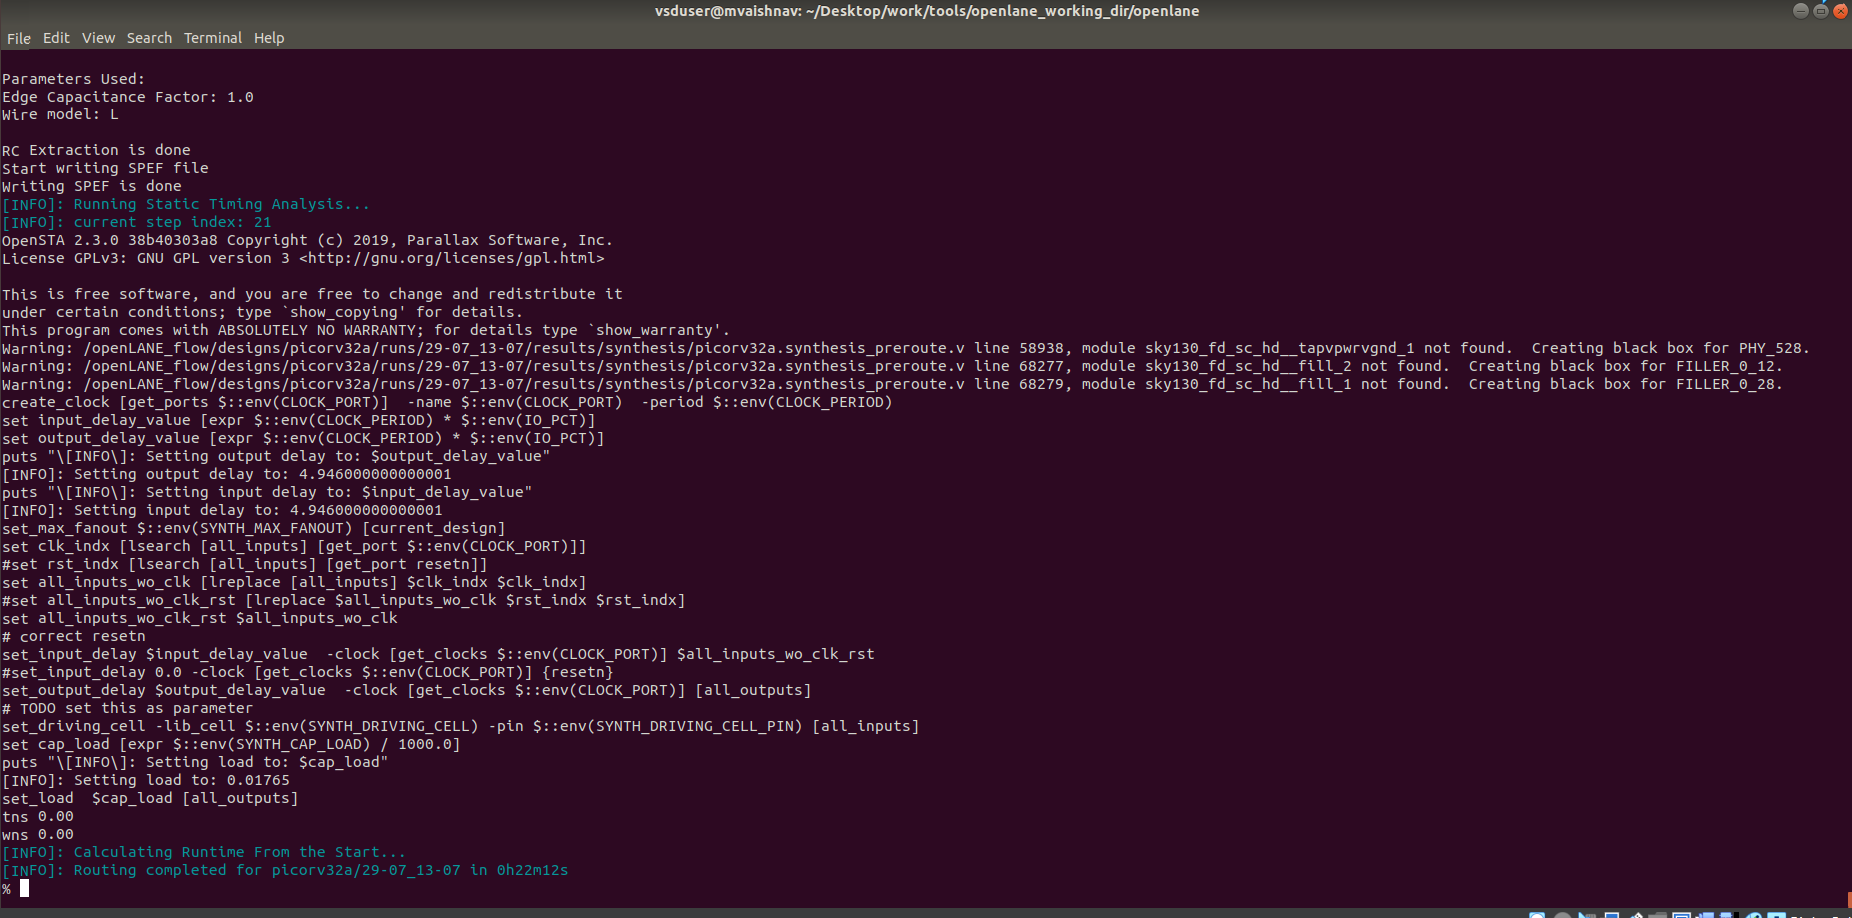 vsduser@mvaishnav: ~/Desktop/work/tools/openlane_working_dir/openlane
File Edit View Search Terminal Help
Parameters Used:
Edge Capacitance Factor: 1.0
Wire model: L
RC Extraction is done
Start writing SPEF file
Writing SPEF is done
[INFO]: Running Static Timing Analysis...
[INFO]: current step index: 21
OpenSTA 2.3.0 38b40303a8 Copyright (c) 2019, Parallax Software, Inc.
License GPLv3: GNU GPL version 3 <http://gnu.org/licenses/gpl.html>
This is free software, and you are free to change and redistribute it
under certain conditions; type `show_copying' for details.
This program comes with ABSOLUTELY NO WARRANTY; for details type `show_warranty'.
Warning: /openLANE_flow/designs/picorv32a/runs/29-07_13-07/results/synthesis/picorv32a.synthesis_preroute.v line 58938, module sky130_fd_sc_hd__tapvpwrvgnd_1 not found.  Creating black box for PHY_528.
Warning: /openLANE_flow/designs/picorv32a/runs/29-07_13-07/results/synthesis/picorv32a.synthesis_preroute.v line 68277, module sky130_fd_sc_hd__fill_2 not found.  Creating black box for FILLER_0_12.
Warning: /openLANE_flow/designs/picorv32a/runs/29-07_13-07/results/synthesis/picorv32a.synthesis_preroute.v line 68279, module sky130_fd_sc_hd__fill_1 not found.  Creating black box for FILLER_0_28.
create_clock [get_ports $::env(CLOCK_PORT)]  -name $::env(CLOCK_PORT)  -period $::env(CLOCK_PERIOD)
set input_delay_value [expr $::env(CLOCK_PERIOD) * $::env(IO_PCT)]
set output_delay_value [expr $::env(CLOCK_PERIOD) * $::env(IO_PCT)]
puts "\[INFO\]: Setting output delay to: $output_delay_value"
[INFO]: Setting output delay to: 4.946000000000001
puts "\[INFO\]: Setting input delay to: $input_delay_value"
[INFO]: Setting input delay to: 4.946000000000001
set_max_fanout $::env(SYNTH_MAX_FANOUT) [current_design]
set clk_indx [lsearch [all_inputs] [get_port $::env(CLOCK_PORT)]]
#set rst_indx [lsearch [all_inputs] [get_port resetn]]
set all_inputs_wo_clk [lreplace [all_inputs] $clk_indx $clk_indx]
#set all_inputs_wo_clk_rst [lreplace $all_inputs_wo_clk $rst_indx $rst_indx]
set all_inputs_wo_clk_rst $all_inputs_wo_clk
# correct resetn
set_input_delay $input_delay_value  -clock [get_clocks $::env(CLOCK_PORT)] $all_inputs_wo_clk_rst
#set_input_delay 0.0 -clock [get_clocks $::env(CLOCK_PORT)] {resetn}
set_output_delay $output_delay_value  -clock [get_clocks $::env(CLOCK_PORT)] [all_outputs]
# TODO set this as parameter
set_driving_cell -lib_cell $::env(SYNTH_DRIVING_CELL) -pin $::env(SYNTH_DRIVING_CELL_PIN) [all_inputs]
set cap_load [expr $::env(SYNTH_CAP_LOAD) / 1000.0]
puts "\[INFO\]: Setting load to: $cap_load"
[INFO]: Setting load to: 0.01765
set_load  $cap_load [all_outputs]
tns 0.00
wns 0.00
[INFO]: Calculating Runtime From the Start...
[INFO]: Routing completed for picorv32a/29-07_13-07 in 0h22m12s
%